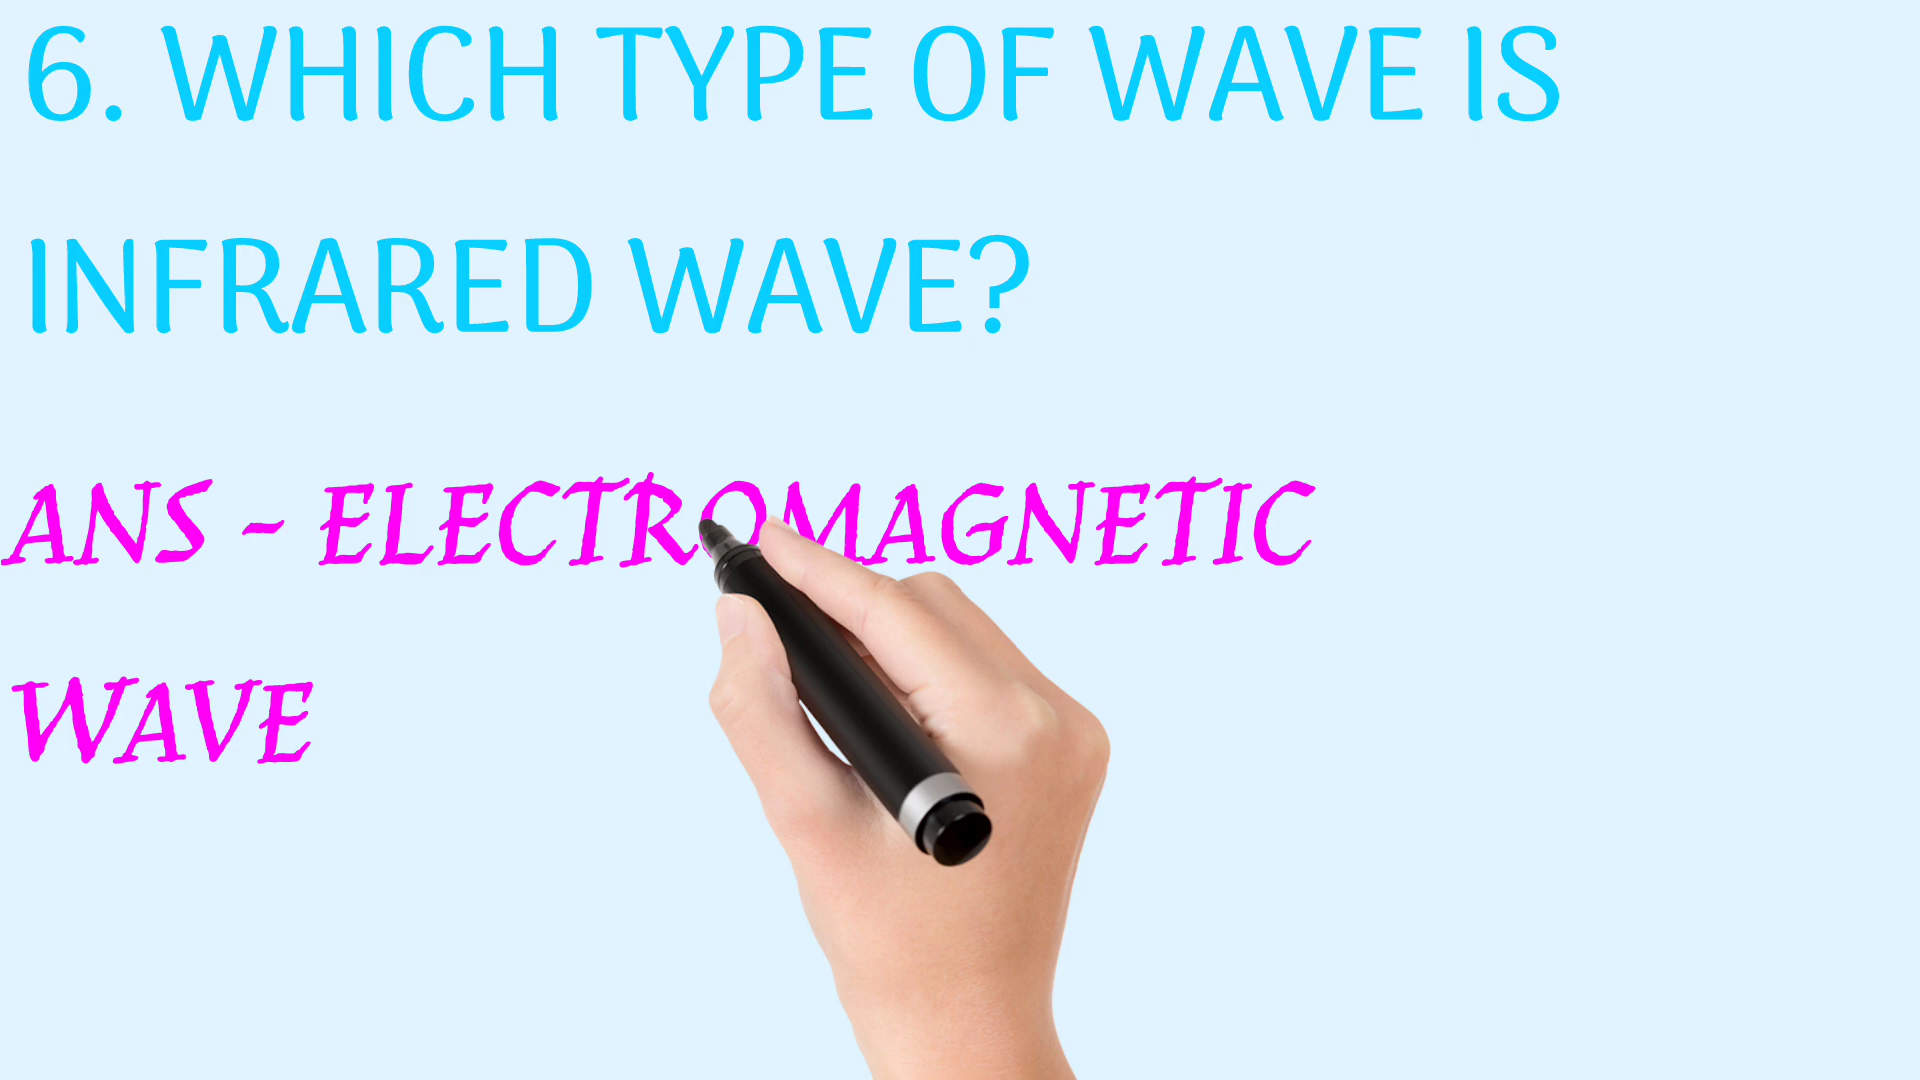 6. WHICH TYPE OF WAVE IS
INFRARED WAVE?
ANS - ELECTROMAGNETIC
WAVE